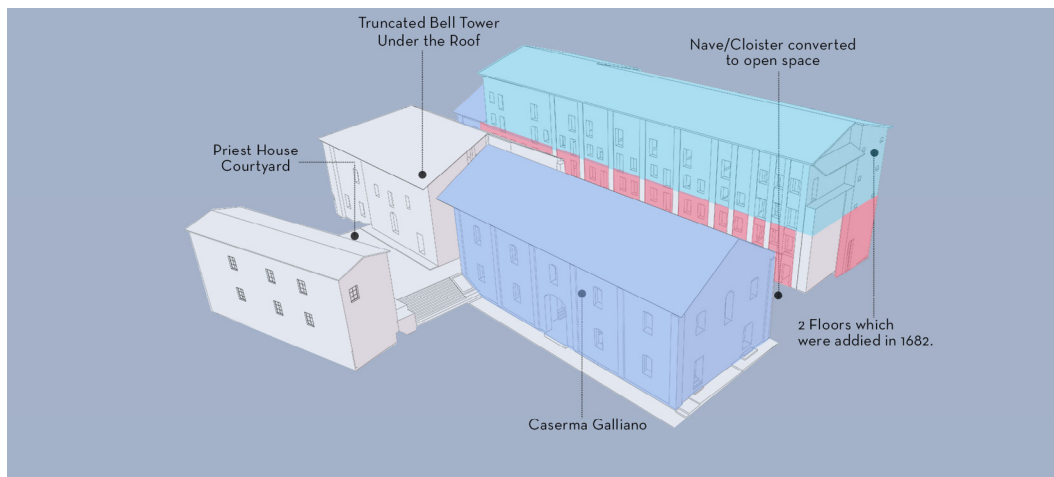 Truncated Bell Tower
Under the Roof
Nave/Cloister converted
to open space
Priest House
Courtyard
2 Floors which
were addied in 1682.
Caserma Galliano